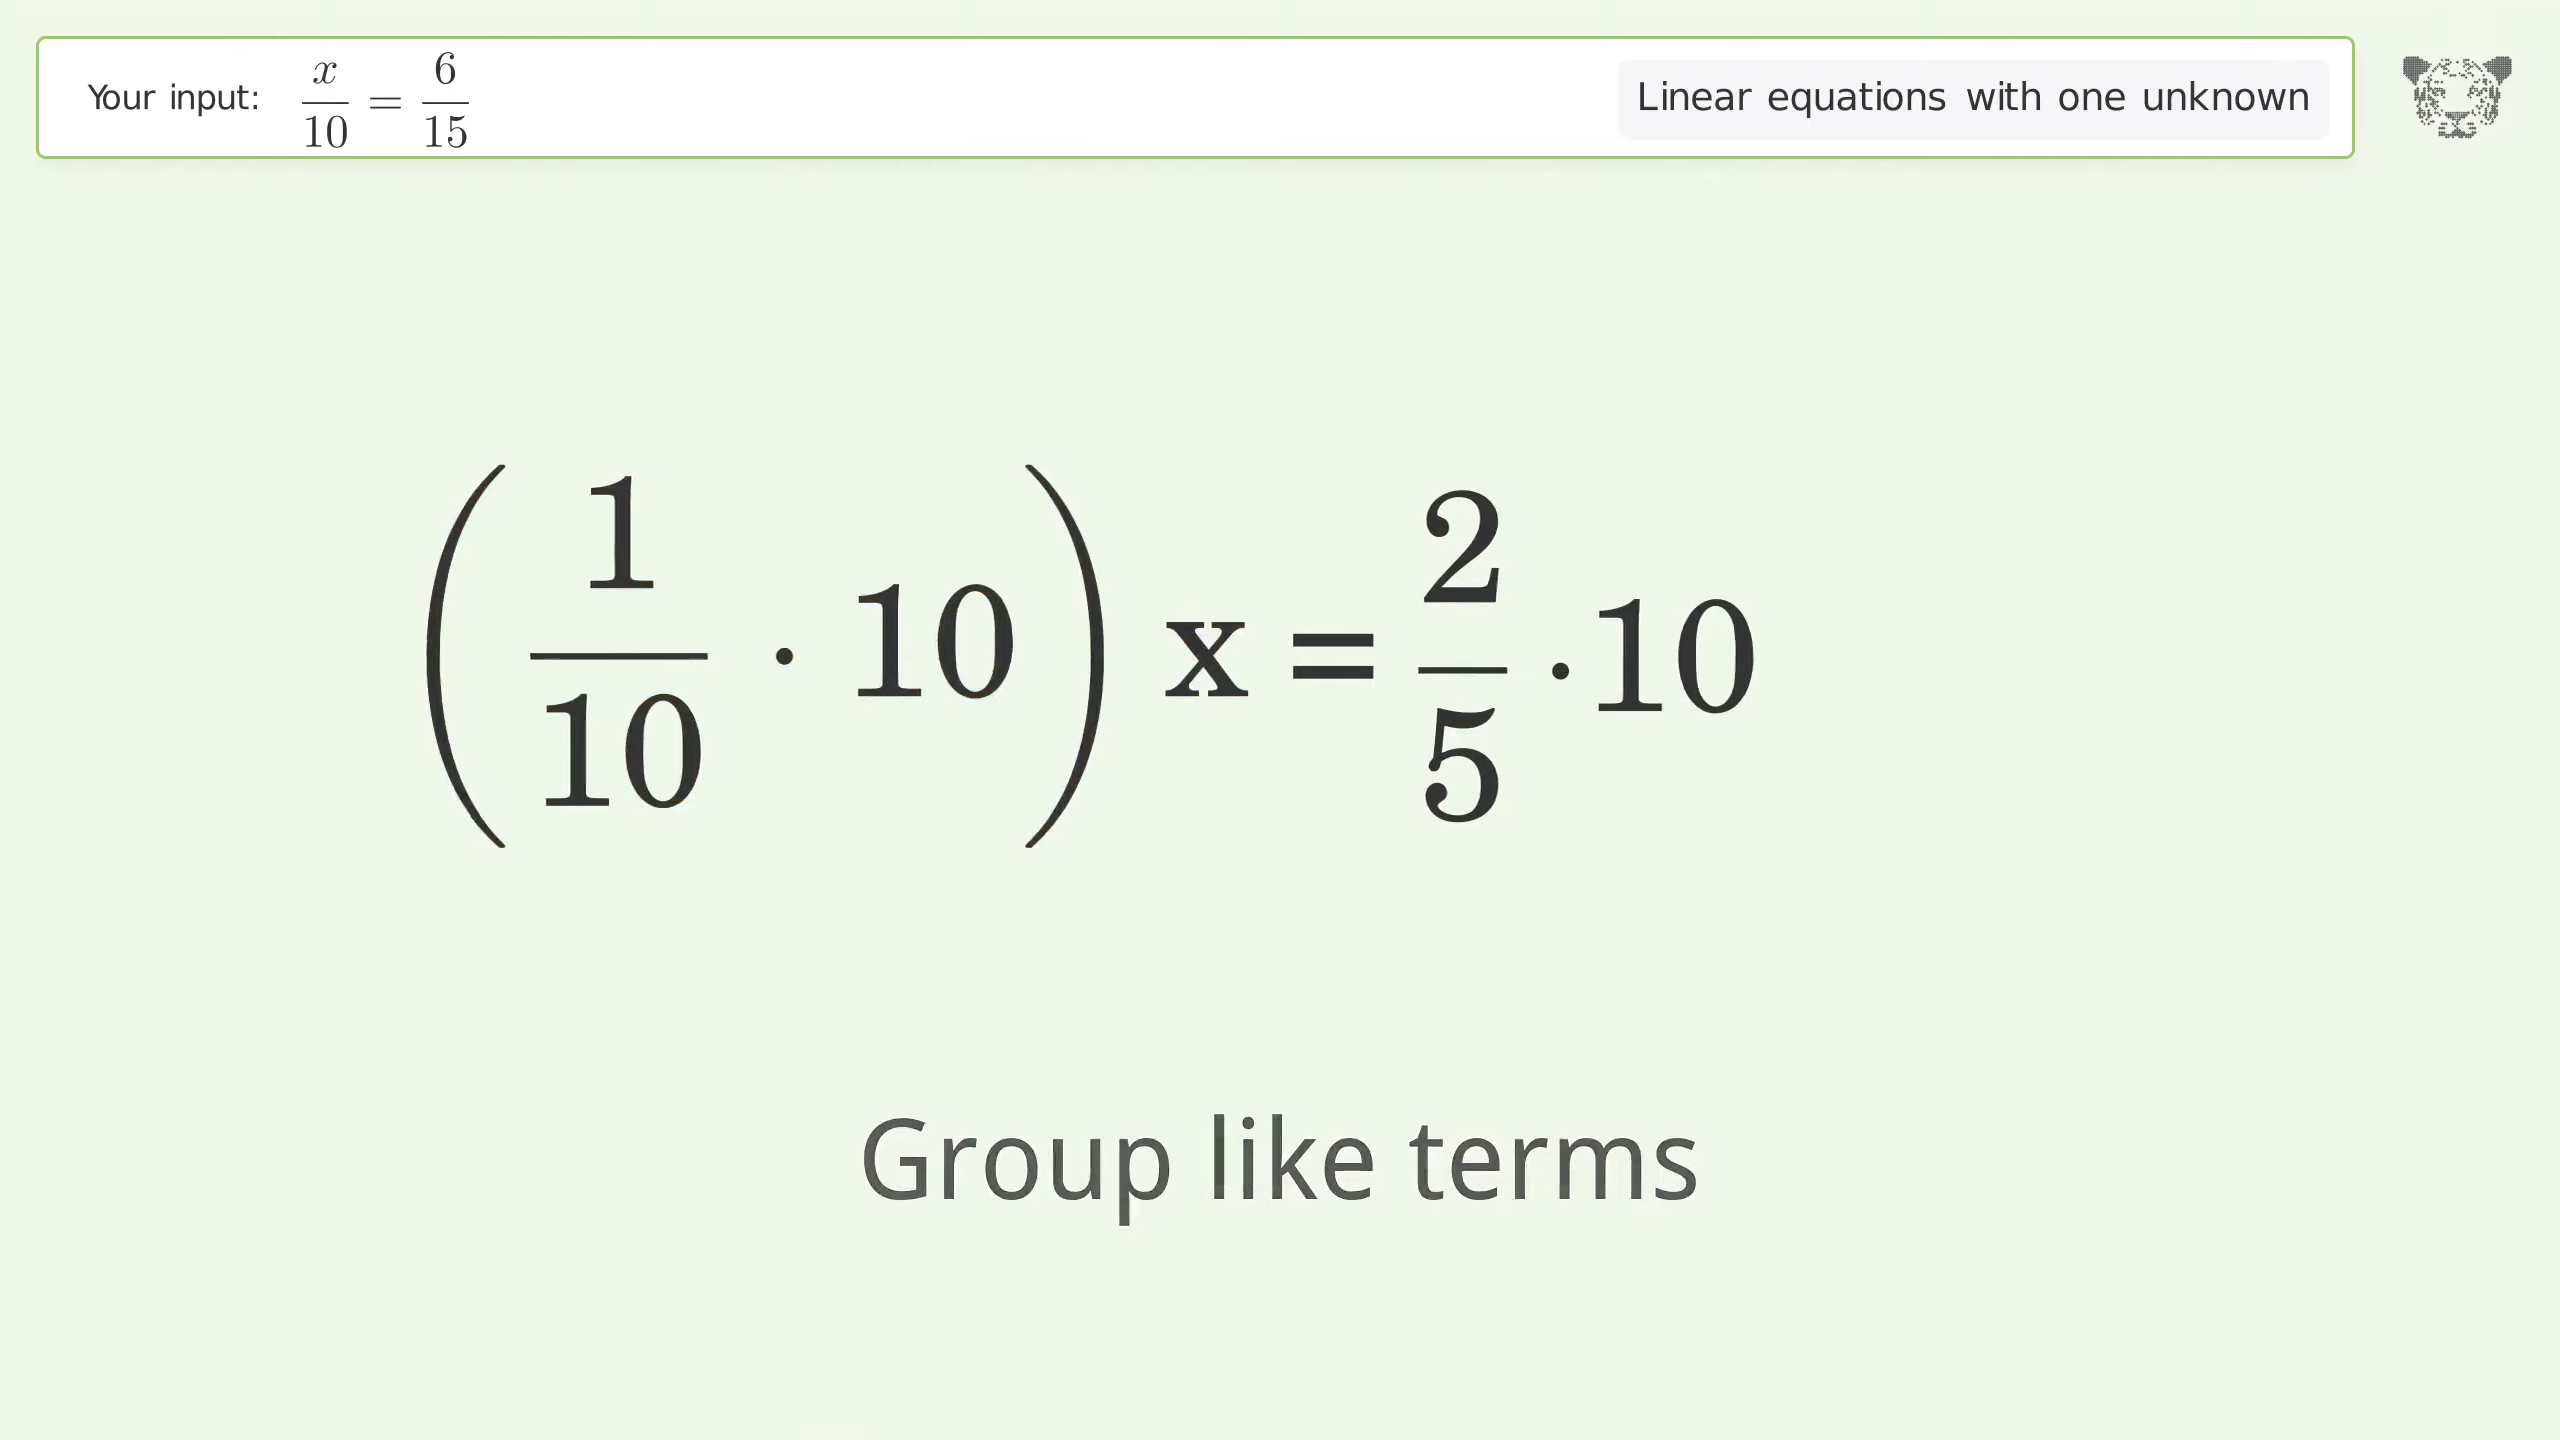 Your input: x/10 = 6/15
Linear equations with one unknown
(1/10 · 10) x = 2/5 · 10
Group like terms